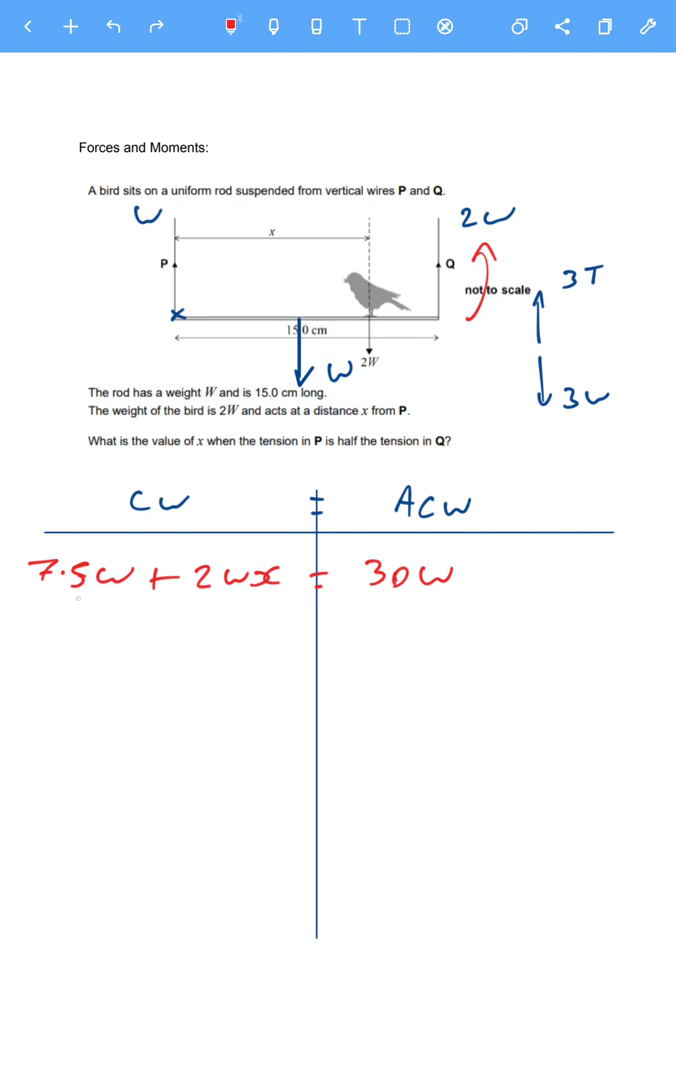 Forces and Moments:
A bird sits on a uniform rod suspended from vertical wires P and Q.
W
2W
x
P
Q
not to scale
3T
15.0 cm
W
2W
3W
The rod has a weight W and is 15.0 cm long.
The weight of the bird is 2W and acts at a distance x from P.
What is the value of x when the tension in P is half the tension in Q?
CW = ACW
7.5W + 2Wx = 30W